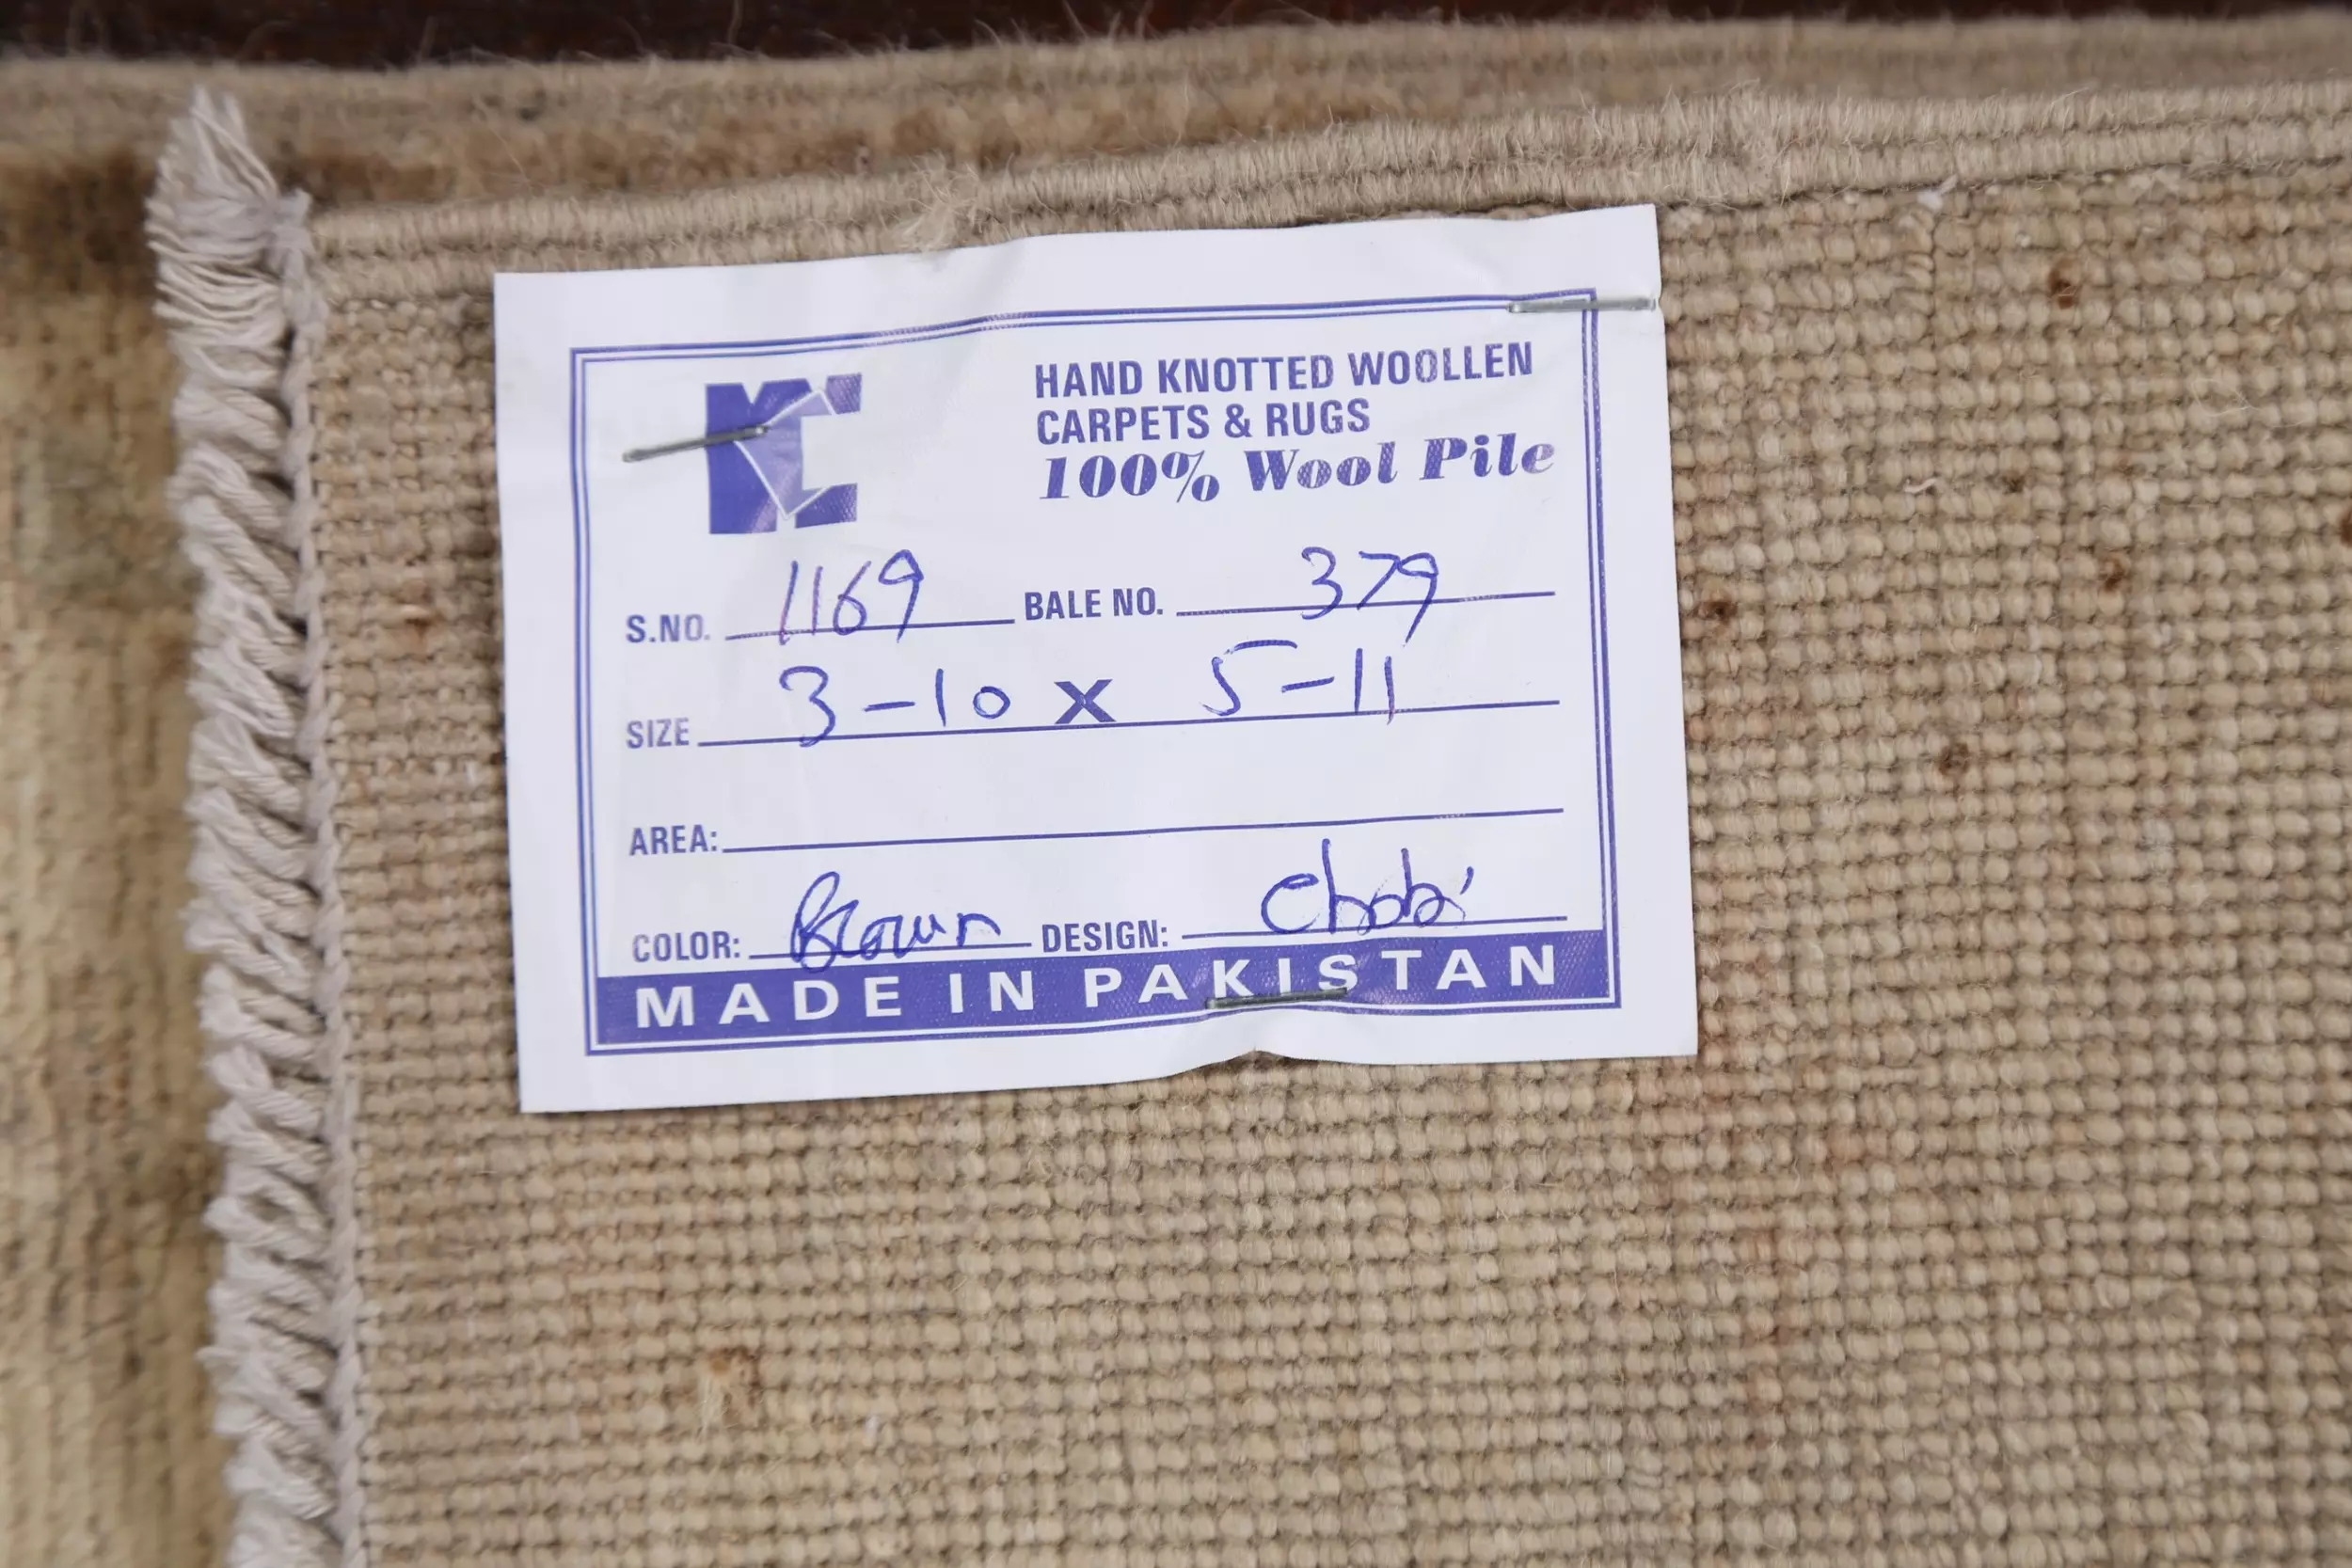 HAND KNOTTED WOOLLEN
CARPETS & RUGS
100% Wool Pile
S.NO. 1169 BALE NO. 379
SIZE 3-10 X 5-11
AREA:
COLOR: Brown DESIGN: Chobi
MADE IN PAKISTAN